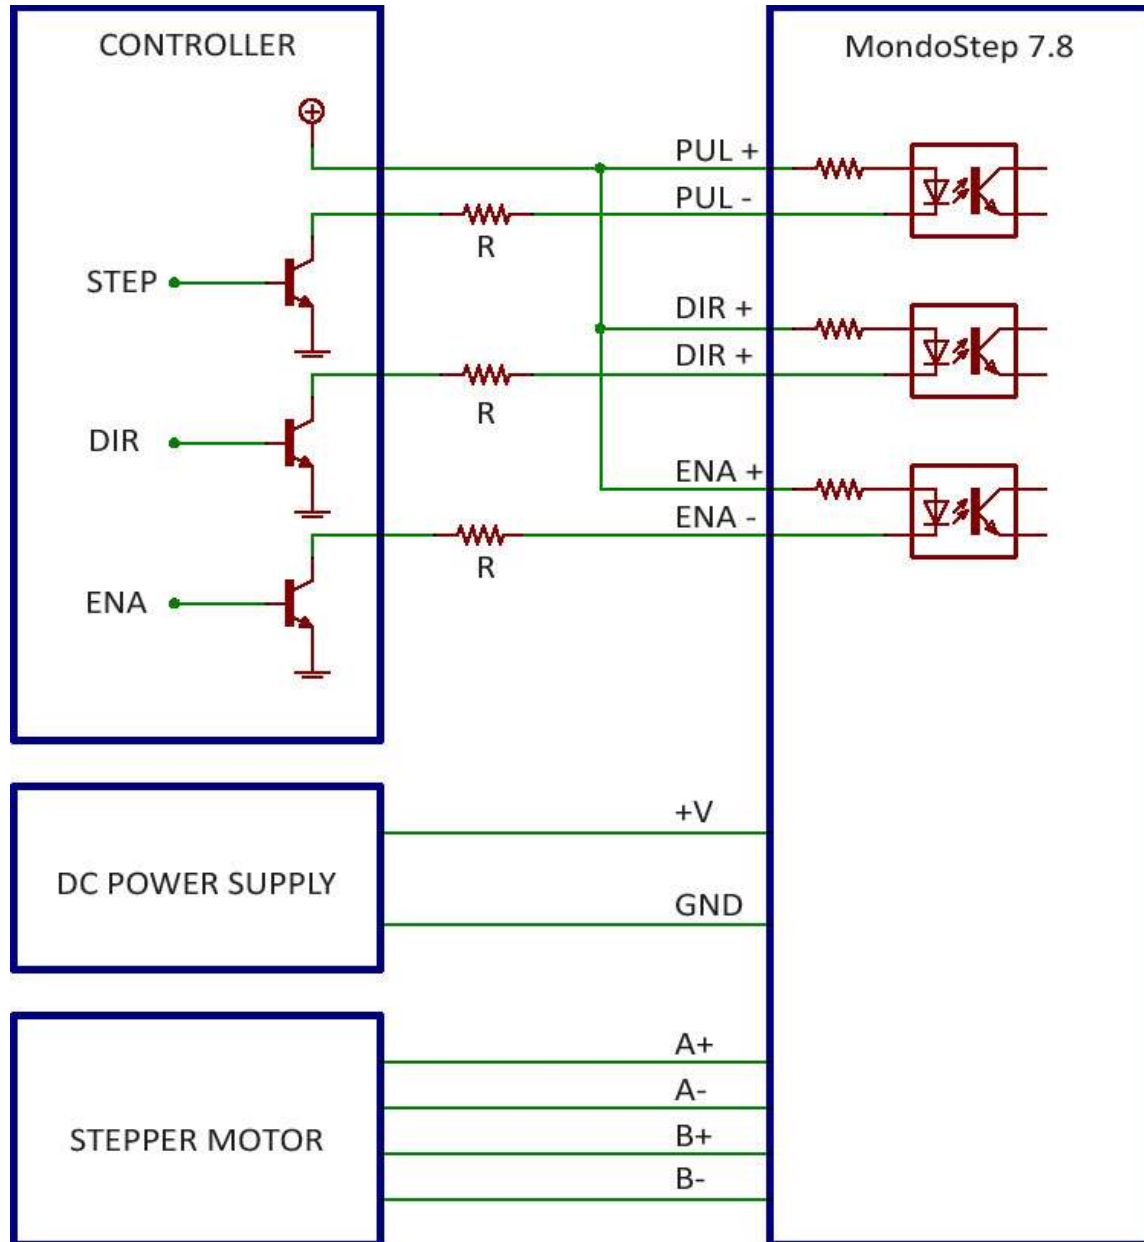 CONTROLLER
MondoStep 7.8
PUL +
PUL -
R
STEP
DIR +
DIR +
R
DIR
ENA +
ENA -
R
ENA
+V
DC POWER SUPPLY
GND
A+
A-
STEPPER MOTOR
B+
B-